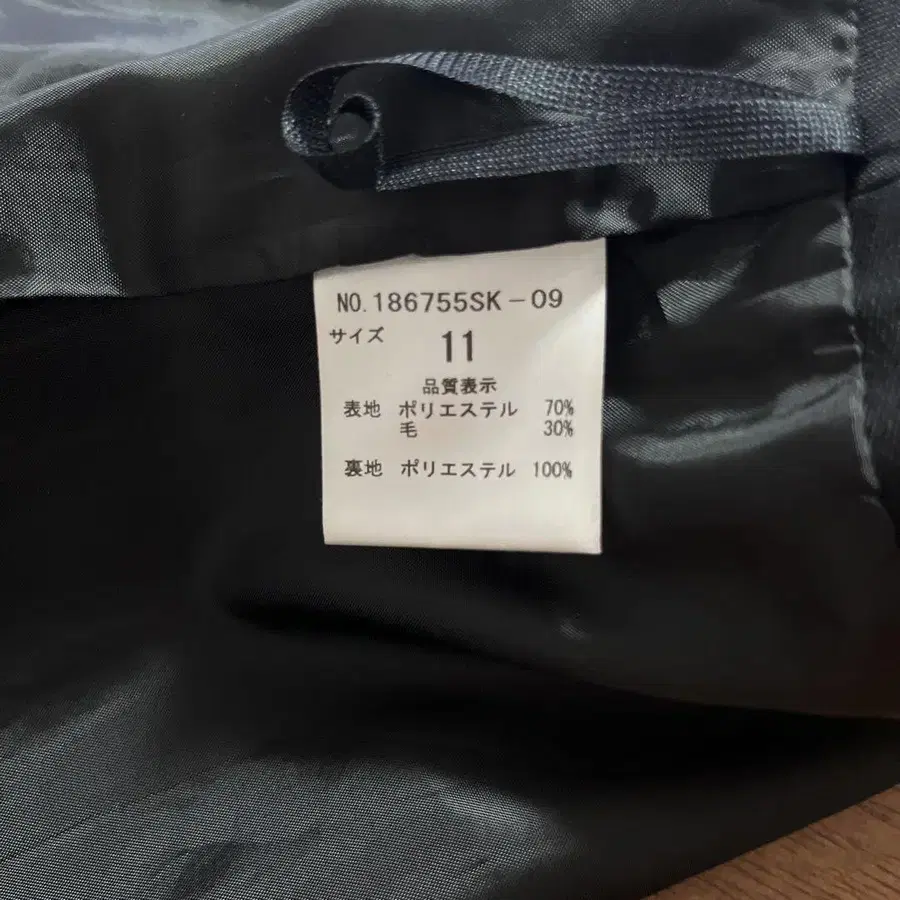 NO.186755SK-09
サイズ 11
品質表示
表地 ポリエステル 70%
毛 30%
裏地 ポリエステル 100%